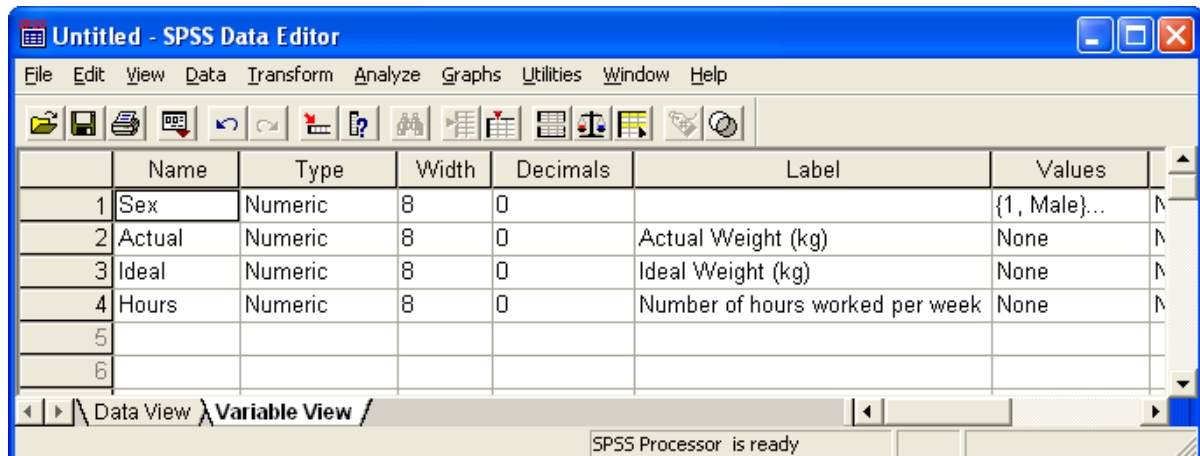 Untitled - SPSS Data Editor
File Edit View Data Transform Analyze Graphs Utilities Window Help
Name Type Width Decimals Label Values
1 Sex Numeric 8 0 {1, Male}...
2 Actual Numeric 8 0 Actual Weight (kg) None
3 Ideal Numeric 8 0 Ideal Weight (kg) None
4 Hours Numeric 8 0 Number of hours worked per week None
5
6
Data View Variable View
SPSS Processor is ready